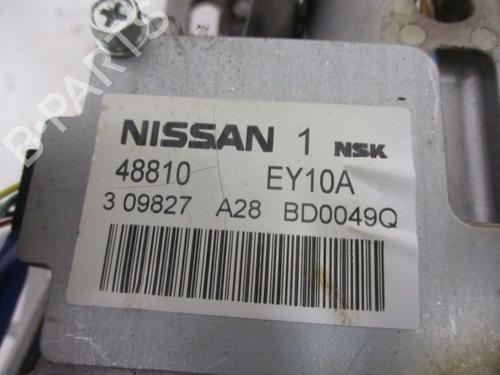 NISSAN 1 NSK
48810 EY10A
3 09827 A28 BD0049Q
B-PARTS